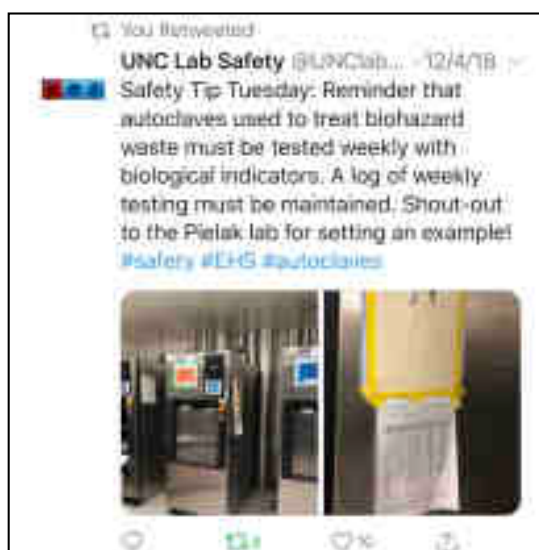 You Retweeted
UNC Lab Safety @UNClab... · 12/4/18
Safety Tip Tuesday: Reminder that
autoclaves used to treat biohazard
waste must be tested weekly with
biological indicators. A log of weekly
testing must be maintained. Shout-out
to the Pielak lab for setting an example!
#safety #EHS #autoclaves